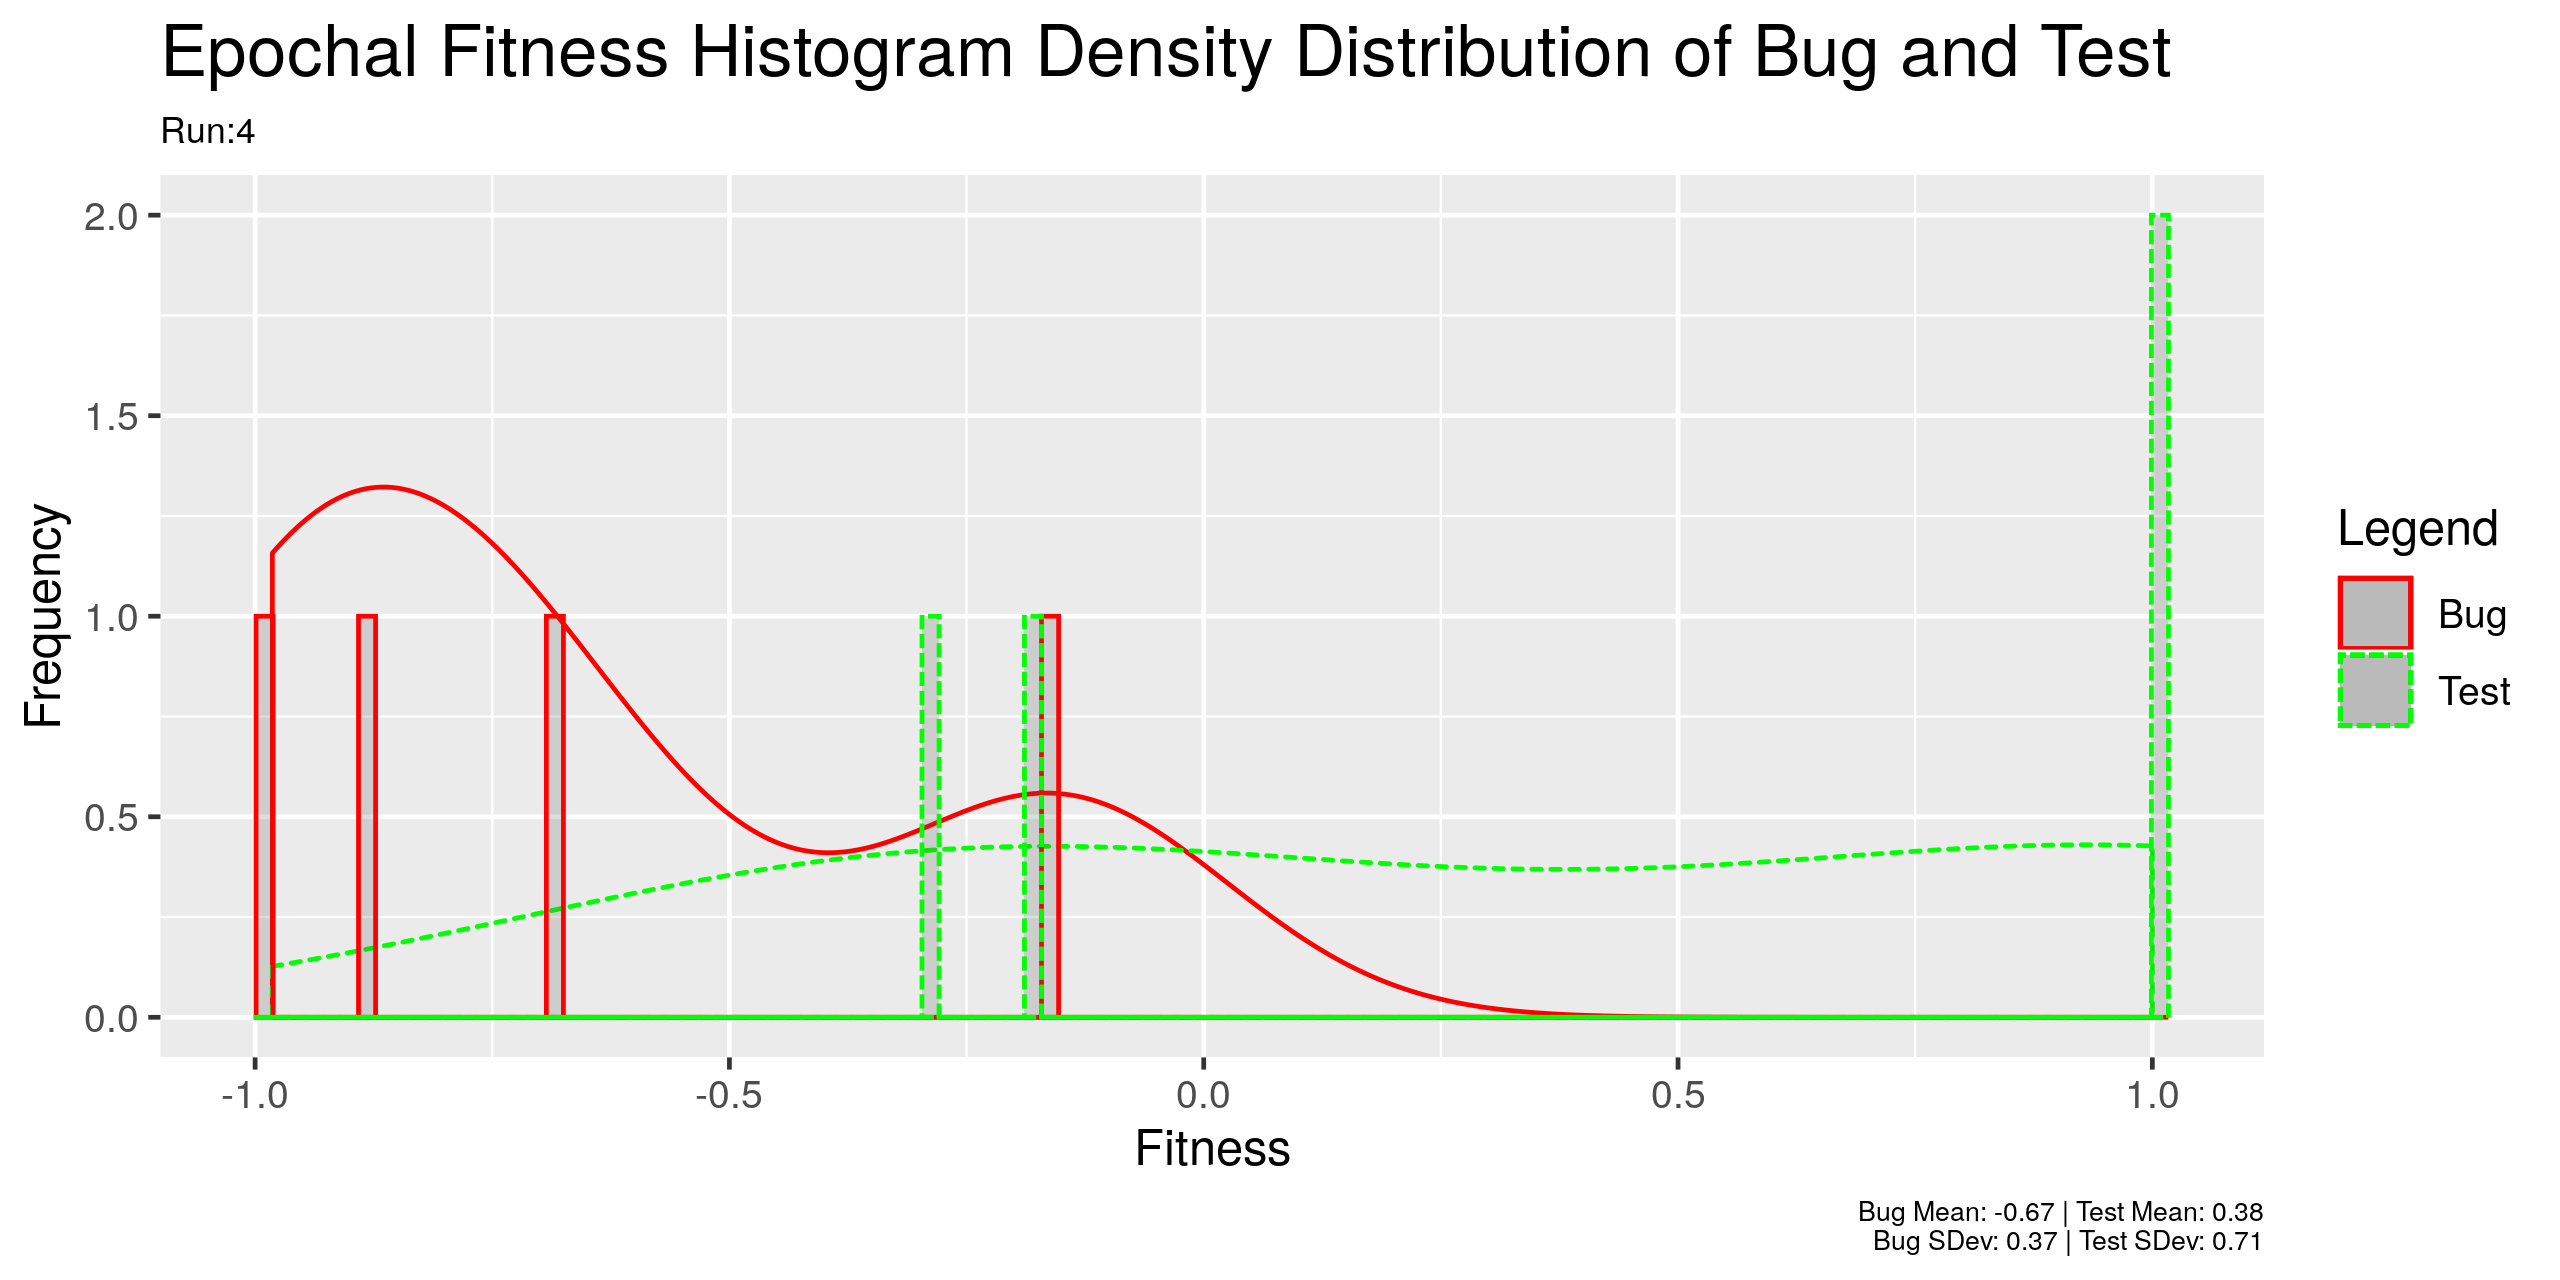 Epochal Fitness Histogram Density Distribution of Bug and Test
Run:4
2.0
1.5
1.0
0.5
0.0
Frequency
-1.0
-0.5
0.0
0.5
1.0
Fitness
Legend
Bug
Test
Bug Mean: -0.67 | Test Mean: 0.38
Bug SDev: 0.37 | Test SDev: 0.71